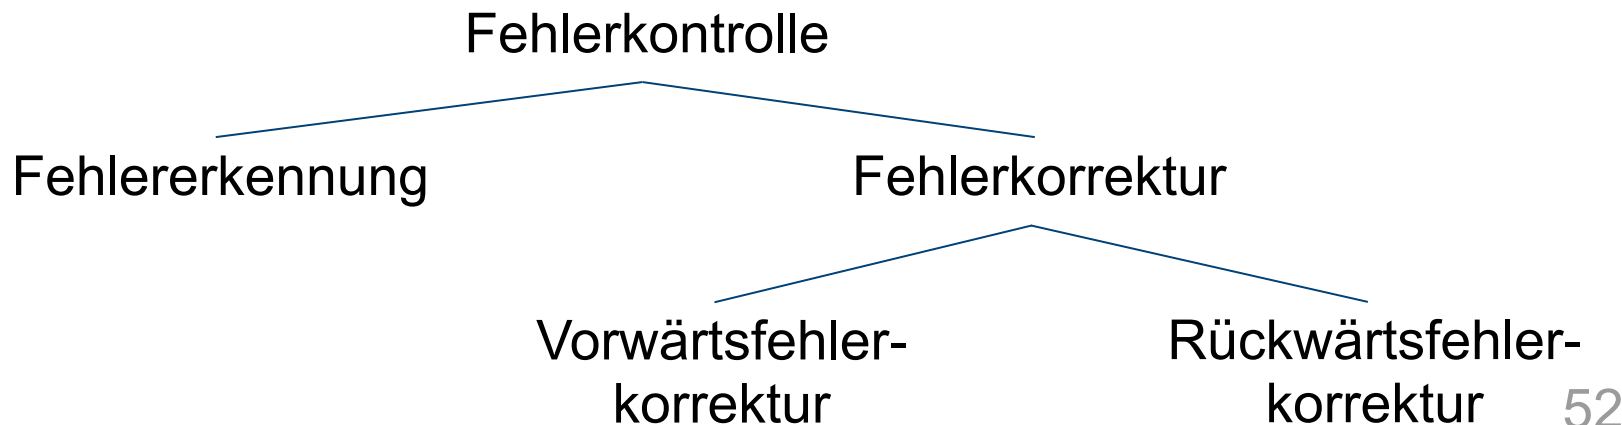 Fehlerkontrolle
Fehlererkennung
Fehlerkorrektur
Vorwärtsfehler-
korrektur
Rückwärtsfehler-
korrektur
52